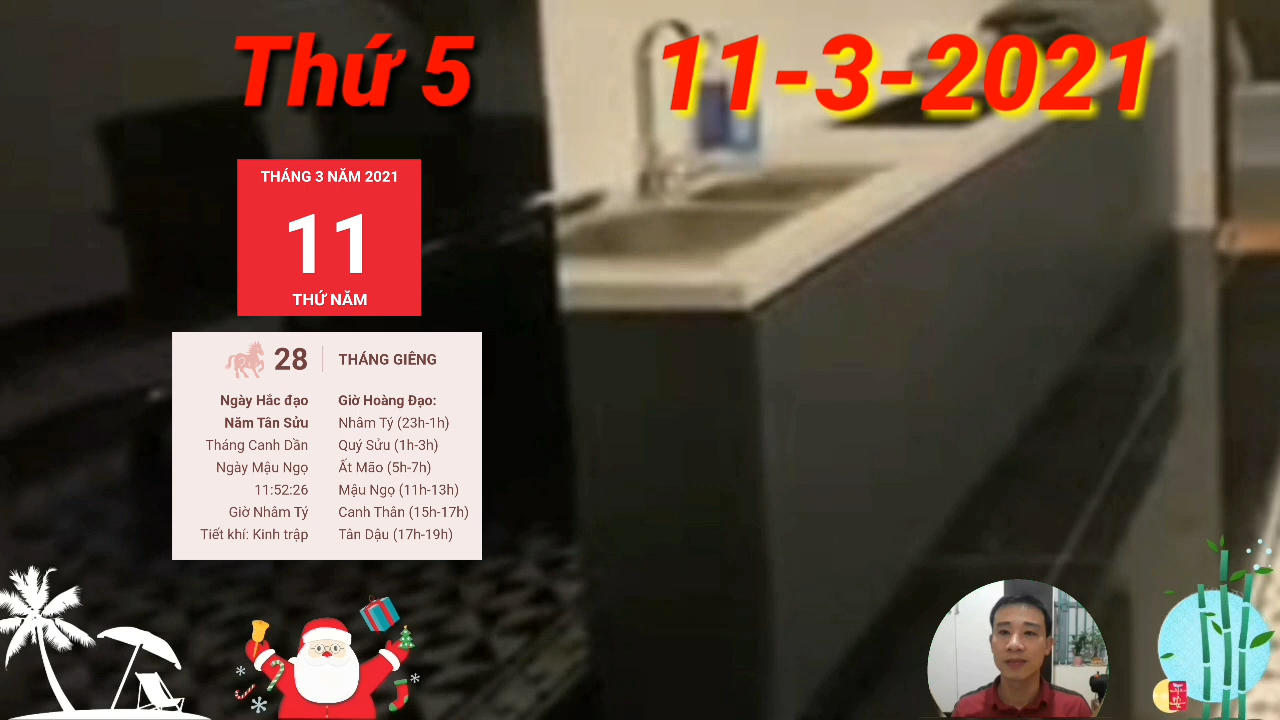 Thứ 5
11-3-2021
THÁNG 3 NĂM 2021
11
THỨ NĂM
28
THÁNG GIÊNG
Ngày Hắc đạo
Năm Tân Sửu
Tháng Canh Dần
Ngày Mậu Ngọ
11:52:26
Giờ Nhâm Tý
Tiết khí: Kinh trập
Giờ Hoàng Đạo:
Nhâm Tý (23h-1h)
Quý Sửu (1h-3h)
Ất Mão (5h-7h)
Mậu Ngọ (11h-13h)
Canh Thân (15h-17h)
Tân Dậu (17h-19h)